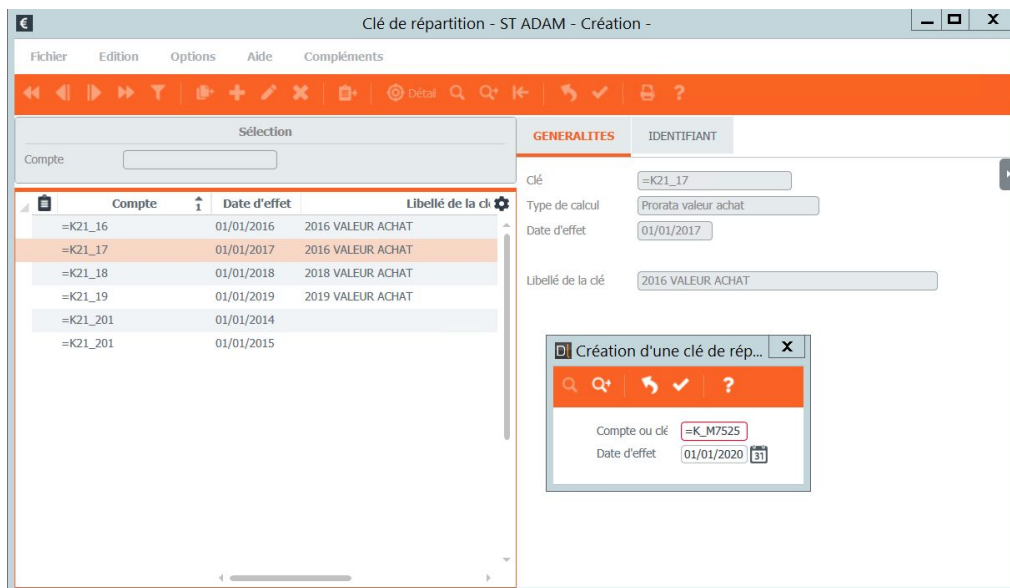 Clé de répartition - ST ADAM - Création -
Fichier Edition Options Aide Compléments
Détail
Sélection
Compte
Compte 1 Date d'effet Libellé de la clé
=K21_16 01/01/2016 2016 VALEUR ACHAT
=K21_17 01/01/2017 2016 VALEUR ACHAT
=K21_18 01/01/2018 2018 VALEUR ACHAT
=K21_19 01/01/2019 2019 VALEUR ACHAT
=K21_201 01/01/2014
=K21_201 01/01/2015
GENERALITES IDENTIFIANT
Clé =K21_17
Type de calcul Prorata valeur achat
Date d'effet 01/01/2017
Libellé de la clé 2016 VALEUR ACHAT
Création d'une clé de rép...
Compte ou clé =K_M7525
Date d'effet 01/01/2020 31